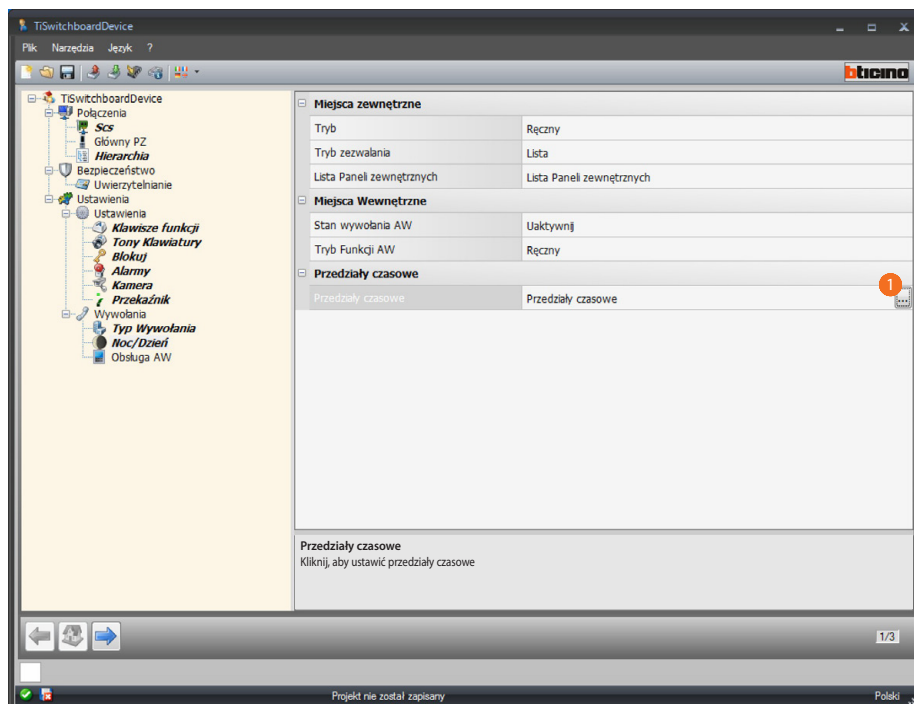 TiSwitchboardDevice
Plik Narzędzia Język ?
bticino
TiSwitchboardDevice
Połączenia
Scs
Główny PZ
Hierarchia
Bezpieczeństwo
Uwierzytelnianie
Ustawienia
Ustawienia
Klawisze funkcji
Tony Klawiatury
Blokuj
Alarmy
Kamera
Przekaźnik
Wywołania
Typ Wywołania
Noc/Dzień
Obsługa AW
Miejsca zewnętrzne
Tryb Ręczny
Tryb zezwalania Lista
Lista Paneli zewnętrznych Lista Paneli zewnętrznych
Miejsca Wewnętrzne
Stan wywołania AW Uaktywnij
Tryb Funkcji AW Ręczny
Przedziały czasowe
1
Przedziały czasowe Przedziały czasowe ...
Przedziały czasowe
Kliknij, aby ustawić przedziały czasowe
1/3
Projekt nie został zapisany Polski